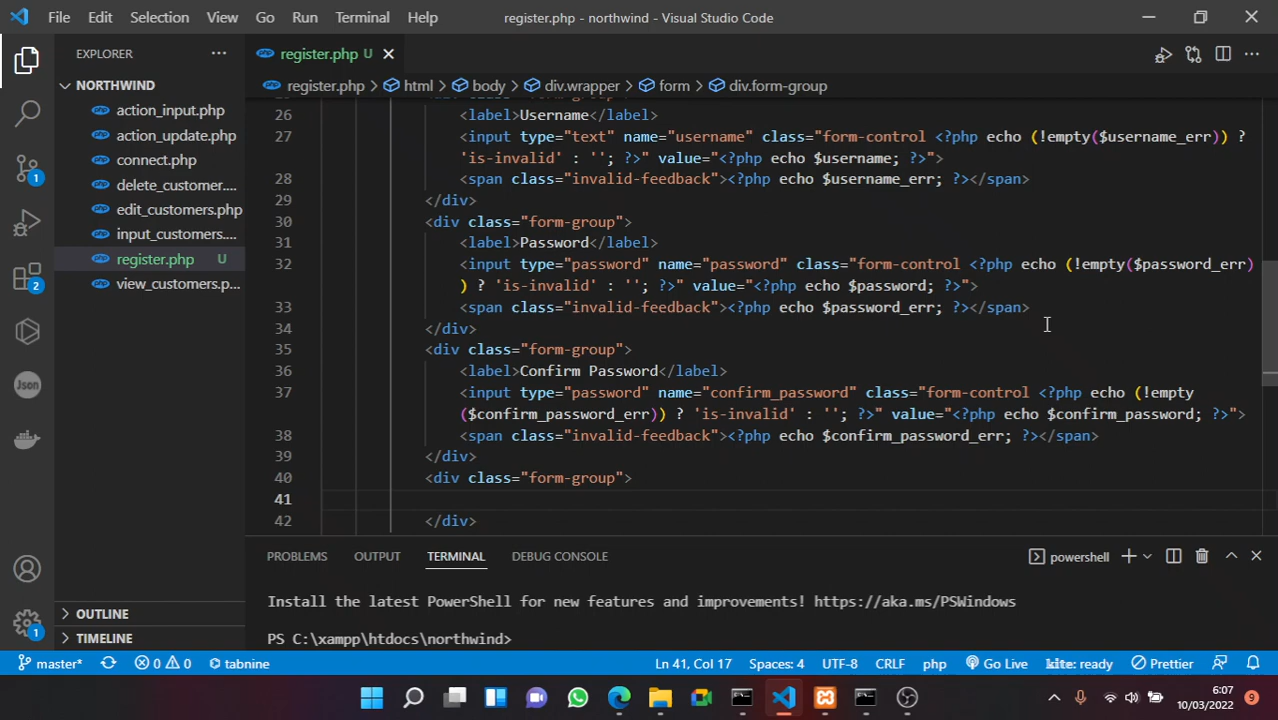 File Edit Selection View Go Run Terminal Help register.php - northwind - Visual Studio Code
EXPLORER
NORTHWIND
action_input.php
action_update.php
connect.php
delete_customer....
edit_customers.php
input_customers....
register.php U
view_customers.p...
OUTLINE
TIMELINE
1
2
Json
1
register.php U
register.php > html > body > div.wrapper > form > div.form-group
26 <label>Username</label>
27 <input type="text" name="username" class="form-control <?php echo (!empty($username_err)) ?
'is-invalid' : ''; ?>" value="<?php echo $username; ?>">
28 <span class="invalid-feedback"><?php echo $username_err; ?></span>
29 </div>
30 <div class="form-group">
31 <label>Password</label>
32 <input type="password" name="password" class="form-control <?php echo (!empty($password_err)
) ? 'is-invalid' : ''; ?>" value="<?php echo $password; ?>">
33 <span class="invalid-feedback"><?php echo $password_err; ?></span>
34 </div>
35 <div class="form-group">
36 <label>Confirm Password</label>
37 <input type="password" name="confirm_password" class="form-control <?php echo (!empty
($confirm_password_err)) ? 'is-invalid' : ''; ?>" value="<?php echo $confirm_password; ?>">
38 <span class="invalid-feedback"><?php echo $confirm_password_err; ?></span>
39 </div>
40 <div class="form-group">
41
42 </div>
PROBLEMS OUTPUT TERMINAL DEBUG CONSOLE powershell
Install the latest PowerShell for new features and improvements! https://aka.ms/PSWindows
PS C:\xampp\htdocs\northwind>
master* 0 0 tabnine Ln 41, Col 17 Spaces: 4 UTF-8 CRLF php Go Live kite: ready Prettier
6:07
10/03/2022
9